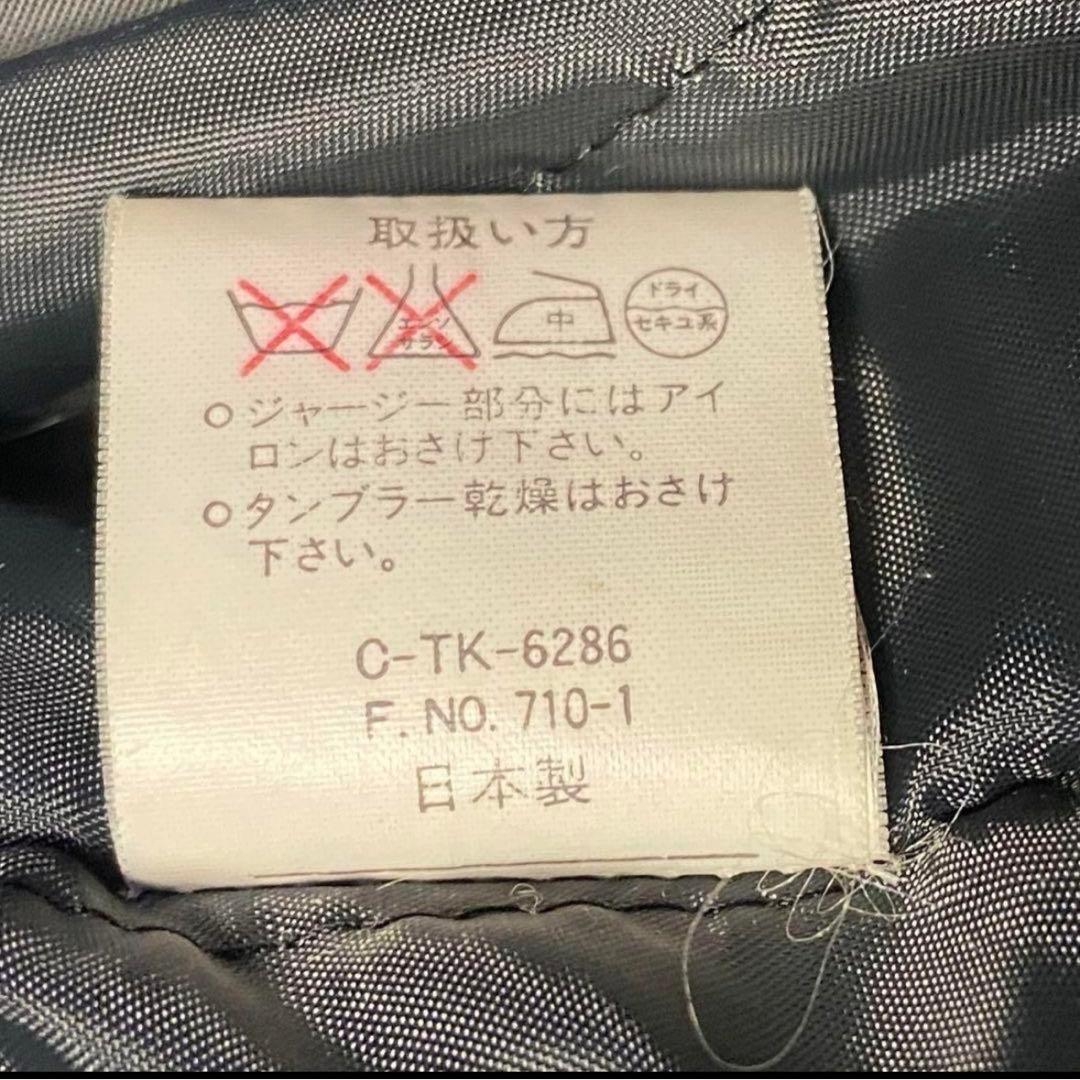 取扱い方
エンソ
サラシ
中
ドライ
セキユ系
○ジャージー部分にはアイ
ロンはおさけ下さい。
○タンブラー乾燥はおさけ
下さい。
C-TK-6286
F. NO. 710-1
日本製